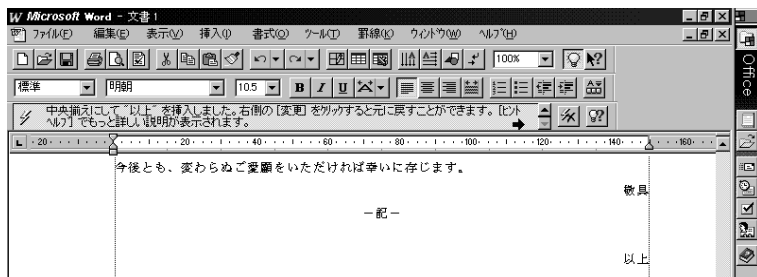 Microsoft Word - 文書1
ファイル(F) 編集(E) 表示(V) 挿入(I) 書式(O) ツール(T) 罫線(K) ウィンドウ(W) ヘルプ(H)
100%
標準 明朝 10.5 B I U
中央揃えにして "以上" を挿入しました。右側の [変更] をクリックすると元に戻すことができます。[ヒント
ヘルプ] でもっと詳しい説明が表示されます。
20 20 40 60 80 100 120 140 160
今後とも、変わらぬご愛顧をいただければ幸いに存じます。
敬具
－記－
以上
Office